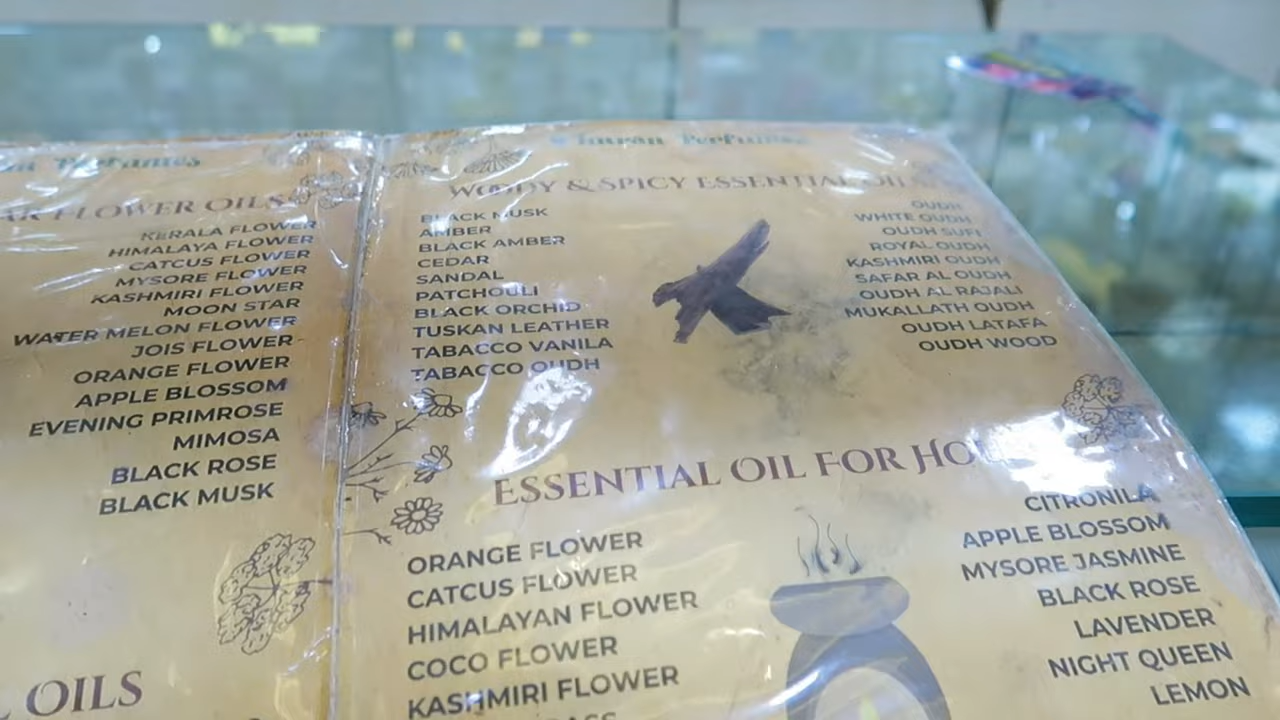 Perfumes
FLOWER OILS
KERALA FLOWER
HIMALAYA FLOWER
CATCUS FLOWER
MYSORE FLOWER
KASHMIRI FLOWER
MOON STAR
WATER MELON FLOWER
JOIS FLOWER
ORANGE FLOWER
APPLE BLOSSOM
EVENING PRIMROSE
MIMOSA
BLACK ROSE
BLACK MUSK
OILS
Imran Perfumes
WOODY & SPICY ESSENTIAL OILS
BLACK MUSK
AMBER
BLACK AMBER
CEDAR
SANDAL
PATCHOULI
BLACK ORCHID
TUSKAN LEATHER
TABACCO VANILA
TABACCO OUDH
OUDH
WHITE OUDH
OUDH SUFI
ROYAL OUDH
KASHMIRI OUDH
SAFAR AL OUDH
OUDH AL RAJALI
MUKALLATH OUDH
OUDH LATAFA
OUDH WOOD
ESSENTIAL OIL FOR
ORANGE FLOWER
CATCUS FLOWER
HIMALAYAN FLOWER
COCO FLOWER
KASHMIRI FLOWER
CITRONILA
APPLE BLOSSOM
MYSORE JASMINE
BLACK ROSE
LAVENDER
NIGHT QUEEN
LEMON